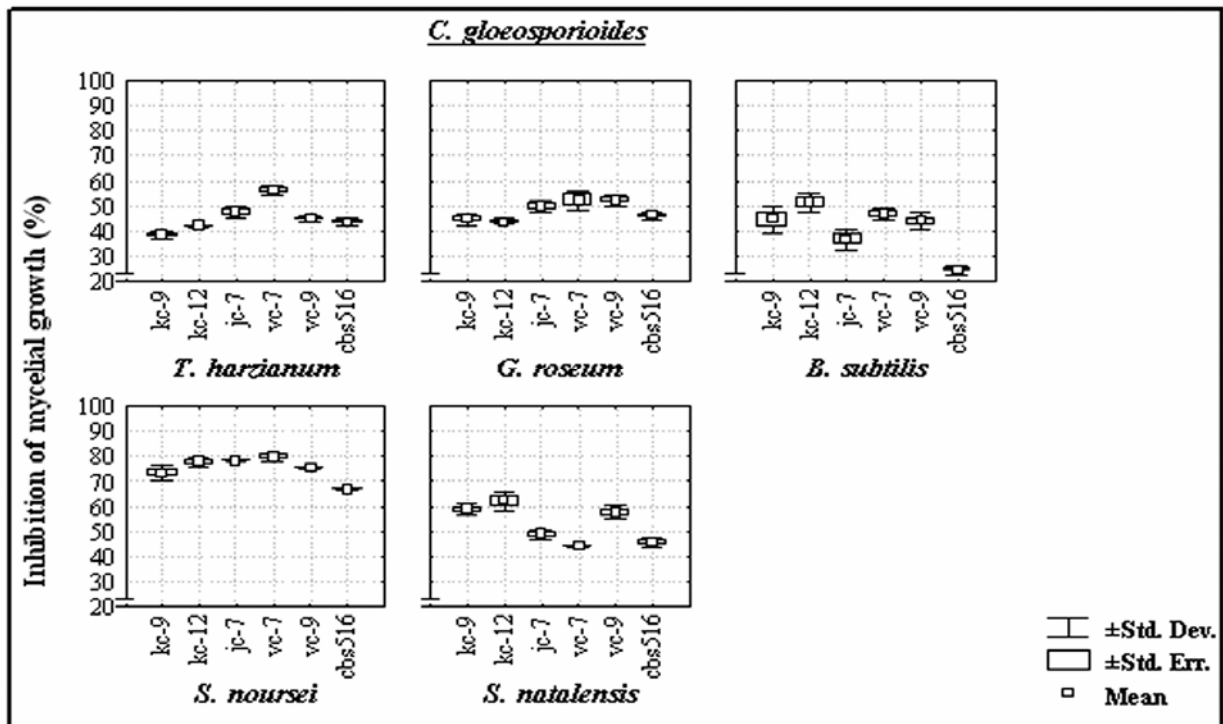 C. gloeosporioides
Inhibition of mycelial growth (%)
100
90
80
70
60
50
40
30
20
kc-9
kc-12
jc-7
vc-7
vc-9
cbs516
T. harzianum
kc-9
kc-12
jc-7
vc-7
vc-9
cbs516
G. roseum
kc-9
kc-12
jc-7
vc-7
vc-9
cbs516
B. subtilis
100
90
80
70
60
50
40
30
20
kc-9
kc-12
jc-7
vc-7
vc-9
cbs516
S. noursei
kc-9
kc-12
jc-7
vc-7
vc-9
cbs516
S. natalensis
±Std. Dev.
±Std. Err.
Mean